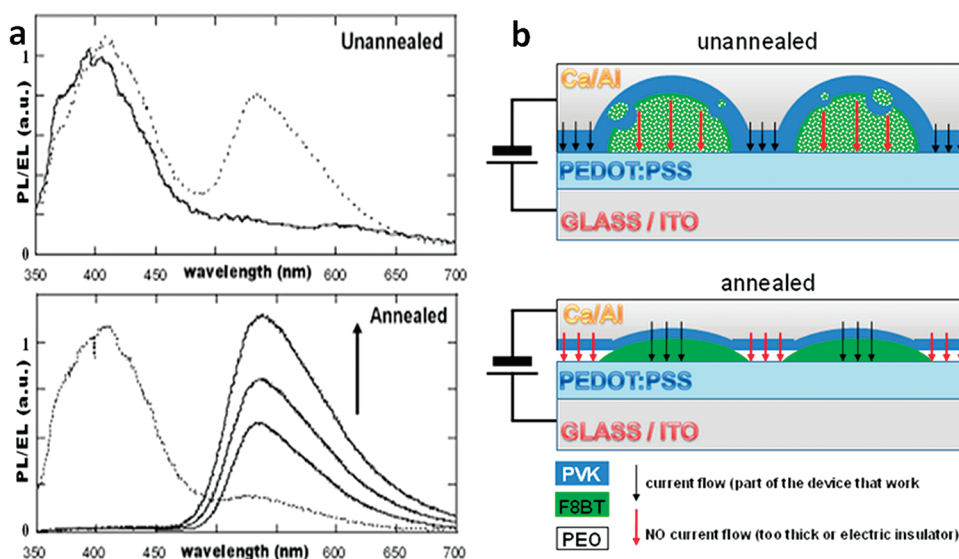 a
Unannealed
PL/EL (a.u.)
1
0
350 400 450 500 550 600 650 700
wavelength (nm)
Annealed
PL/EL (a.u.)
1
0
350 400 450 500 550 600 650 700
wavelength (nm)
b
unannealed
Ca/Al
PEDOT:PSS
GLASS / ITO
annealed
Ca/Al
PEDOT:PSS
GLASS / ITO
PVK
F8BT
PEO
current flow (part of the device that work
NO current flow (too thick or electric insulator)